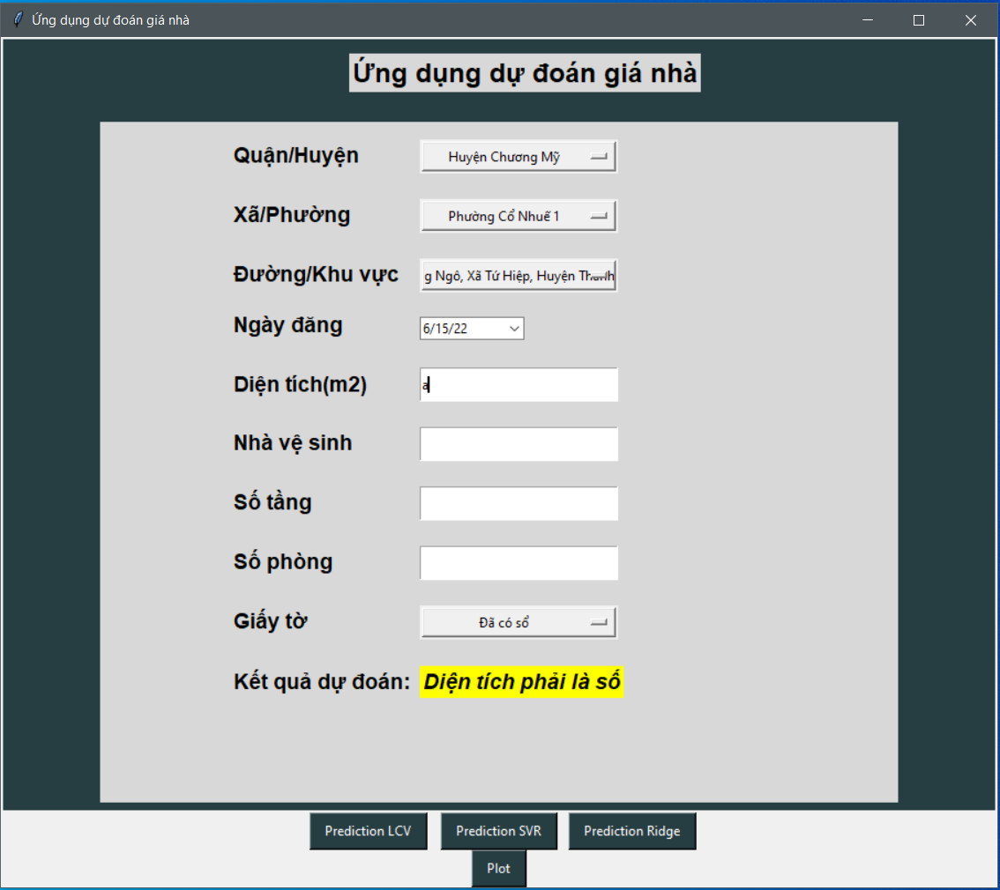 Ứng dụng dự đoán giá nhà
Ứng dụng dự đoán giá nhà
Quận/Huyện Huyện Chương Mỹ
Xã/Phường Phường Cổ Nhuế 1
Đường/Khu vực g Ngô, Xã Tứ Hiệp, Huyện Thanh
Ngày đăng 6/15/22
Diện tích(m2) a
Nhà vệ sinh
Số tầng
Số phòng
Giấy tờ Đã có sổ
Kết quả dự đoán: Diện tích phải là số
Prediction LCV Prediction SVR Prediction Ridge
Plot